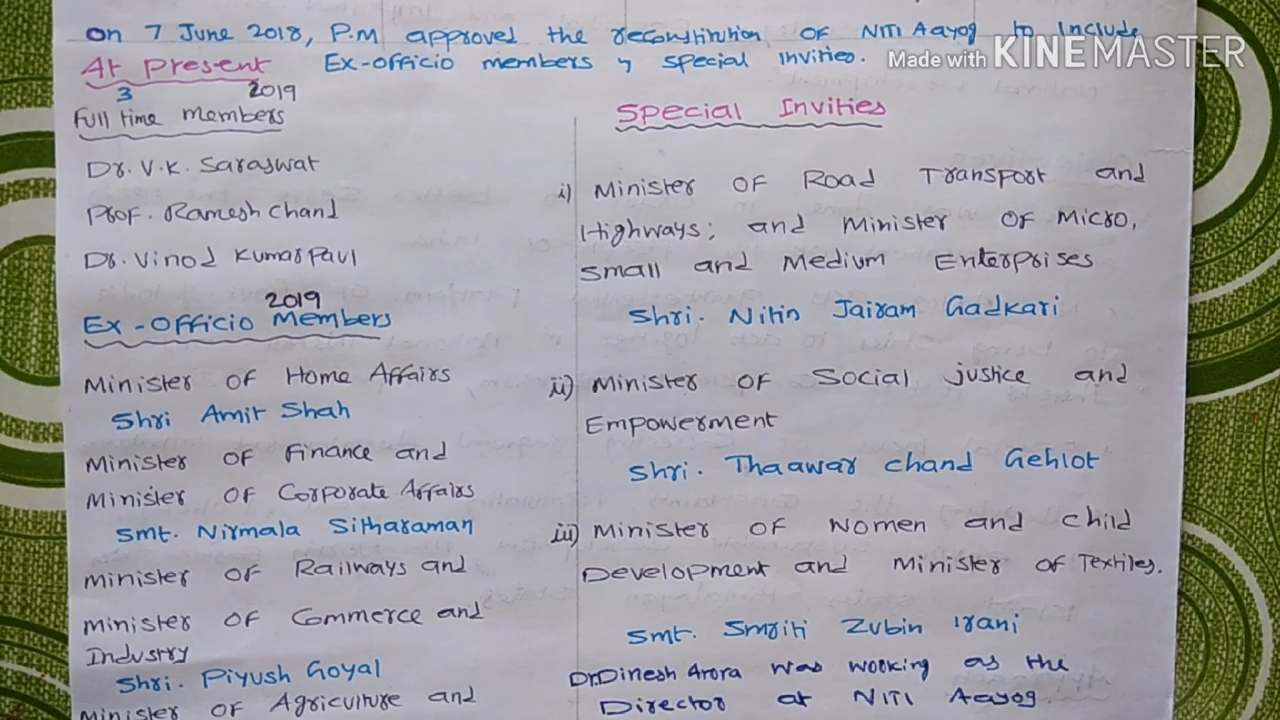 On 7 June 2018, P.M approved the reconstitution OF NITI Aayog to include
Ex-officio members y special Invities.
Made with KINEMASTER
At present
3 2019
Full time members
Dr. V.K. Saraswat
Prof. Ramesh Chand
Dr. Vinod Kumar Paul
2019
Ex-Officio Members
Minister OF Home Affairs
Shri Amit Shah
Minister OF Finance and
Minister OF Corporate Affairs
Smt. Nirmala Sitharaman
Minister OF Railways and
Minister OF Commerce and
Industry
Shri. Piyush Goyal
Minister OF Agriculture and
Special Invities
i) Minister OF Road Transport and
Highways; and Minister OF Micro,
Small and Medium Enterprises
Shri. Nitin Jairam Gadkari
ii) Minister OF Social justice and
Empowerment
Shri. Thaawar chand Gehlot
iii) Minister OF Women and child
Development and Minister of Textiles.
Smt. Smriti Zubin Irani
Dr.Dinesh Arora was working as the
Director at NITI Aayog.